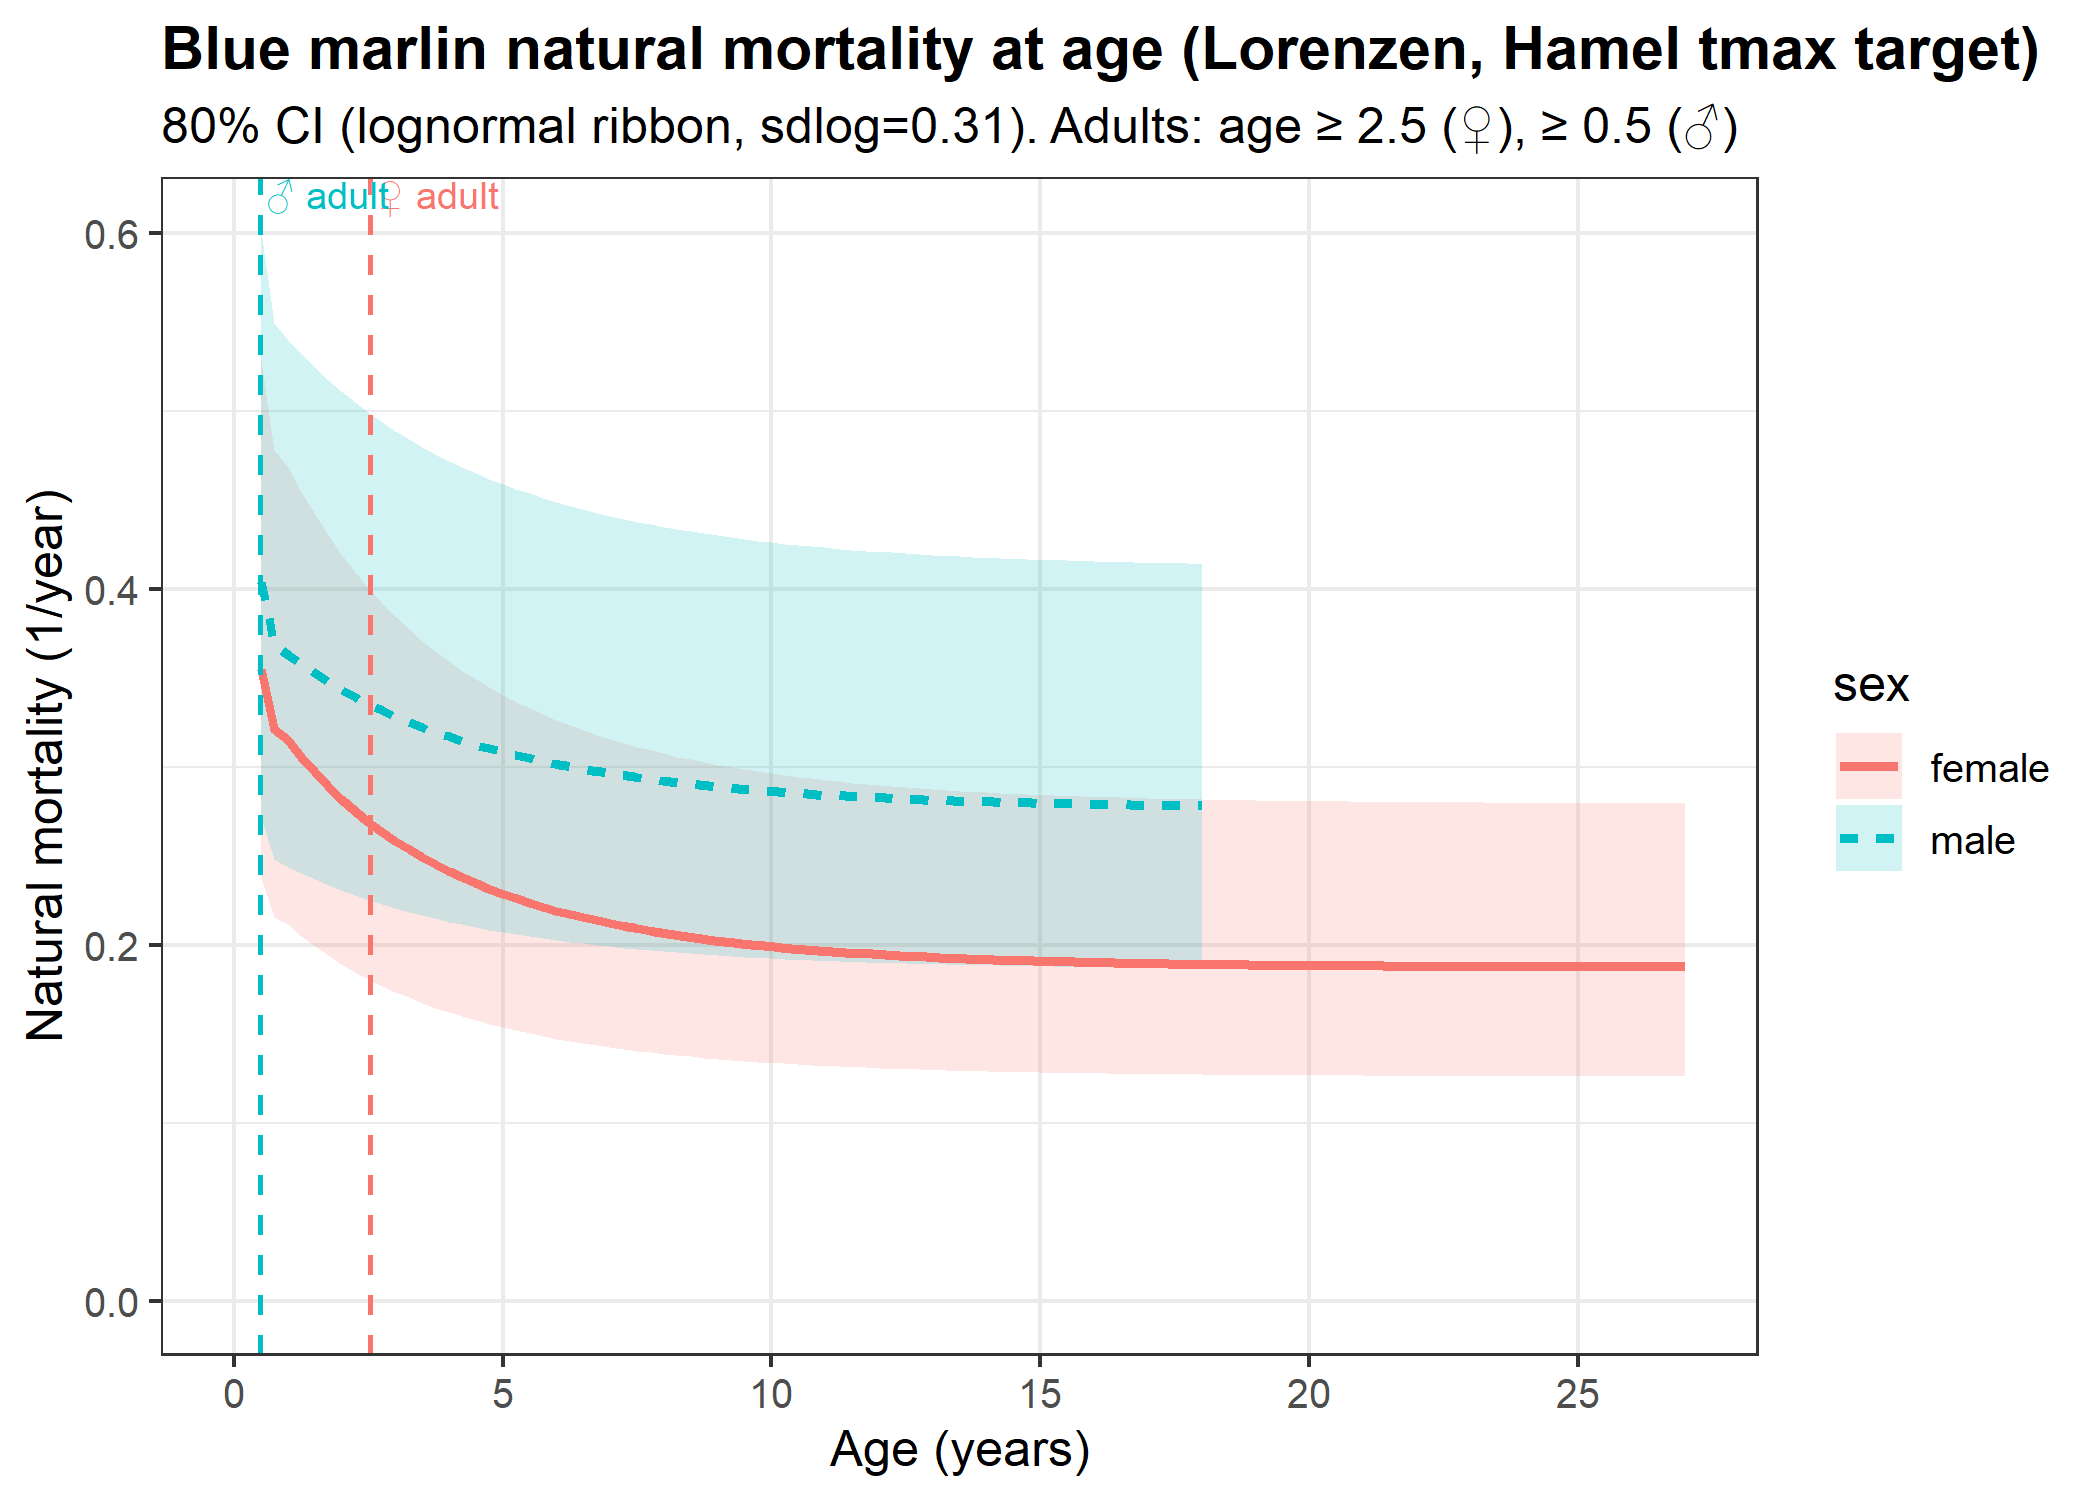 Blue marlin natural mortality at age (Lorenzen, Hamel tmax target)
80% CI (lognormal ribbon, sdlog=0.31). Adults: age ≥ 2.5 (♀), ≥ 0.5 (♂)
♂ adult ♀ adult
0.6
0.4
0.2
0.0
Natural mortality (1/year)
0 5 10 15 20 25
Age (years)
sex
female
male